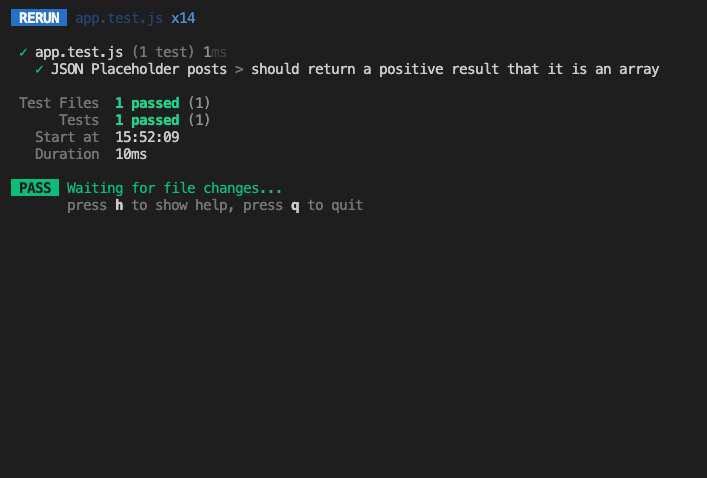 RERUN app.test.js x14
✓ app.test.js (1 test) 1ms
✓ JSON Placeholder posts > should return a positive result that it is an array
Test Files 1 passed (1)
Tests 1 passed (1)
Start at 15:52:09
Duration 10ms
PASS Waiting for file changes...
press h to show help, press q to quit